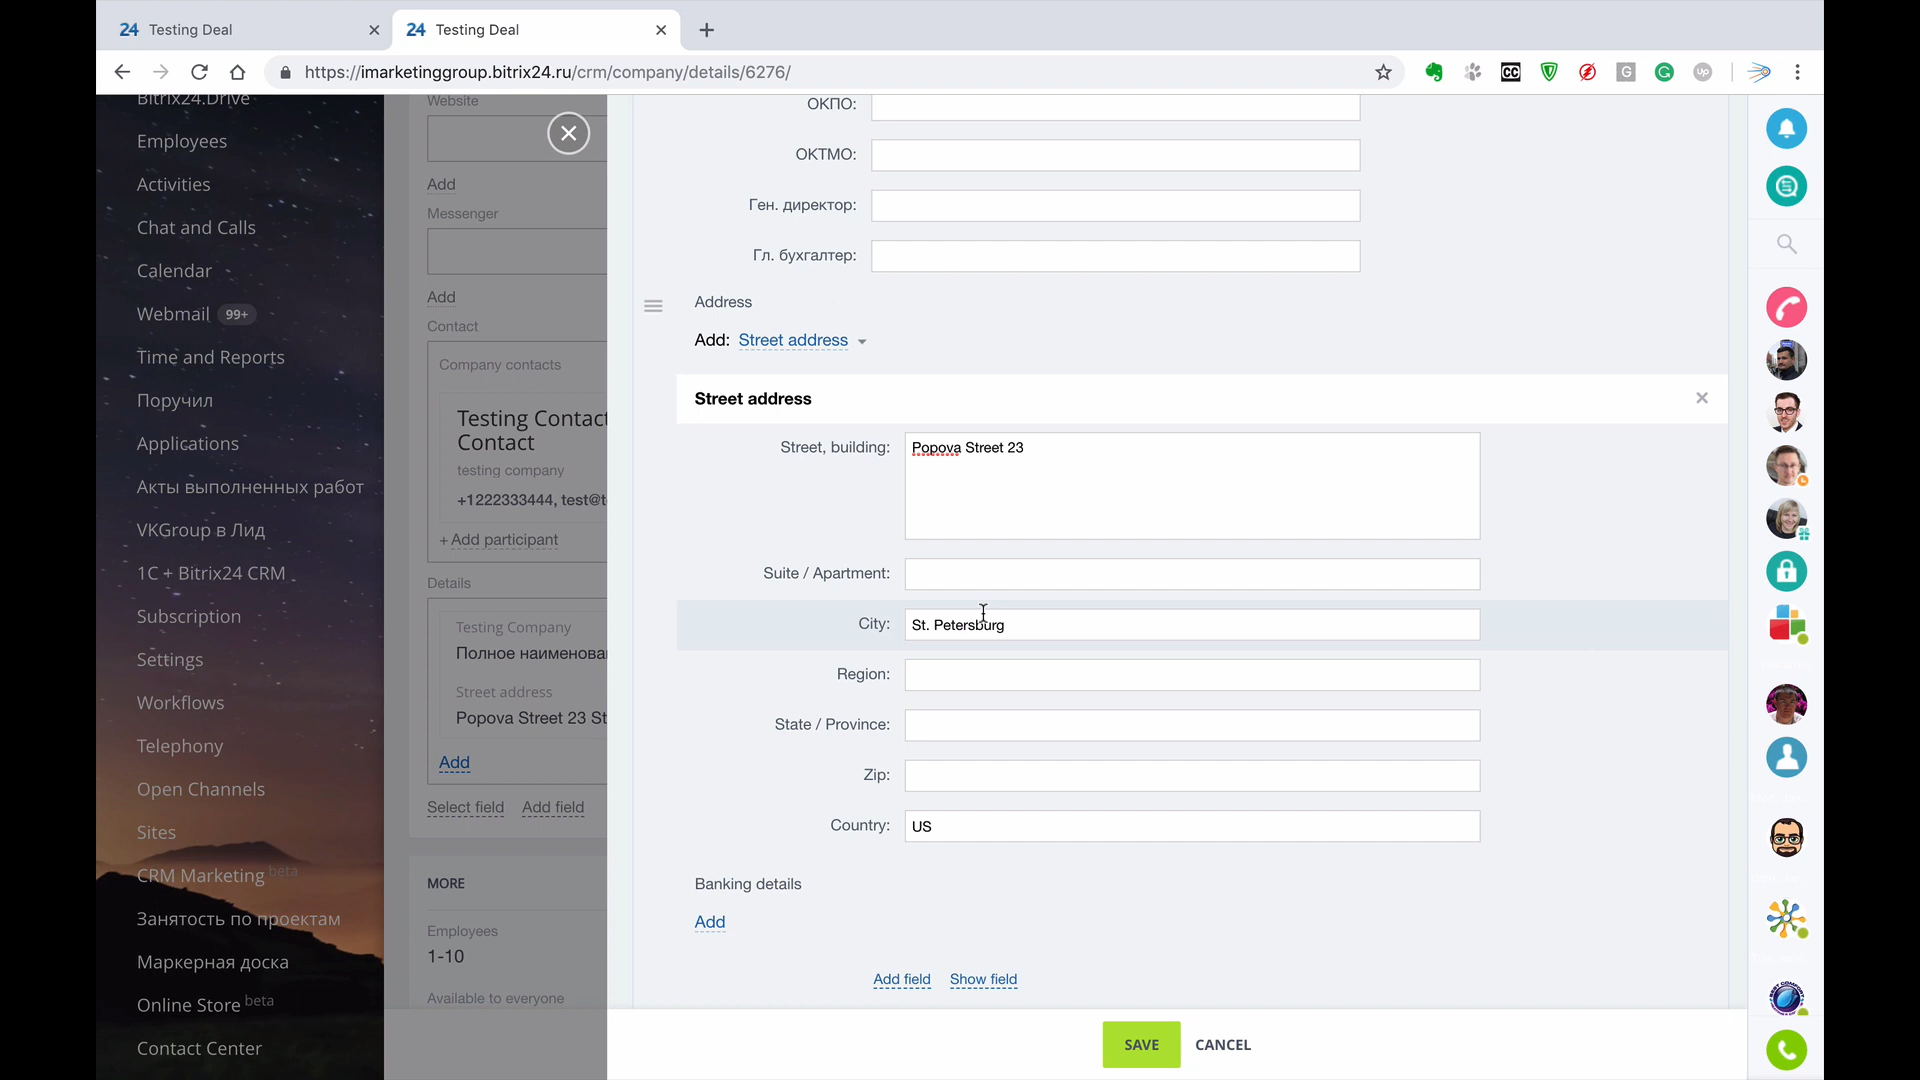 24 Testing Deal
24 Testing Deal
https://imarketinggroup.bitrix24.ru/crm/company/details/6276/
CC
G
G
Up
Bitrix24.Drive
Employees
Activities
Chat and Calls
Calendar
Webmail 99+
Time and Reports
Поручил
Applications
Акты выполненных работ
VKGroup в Лид
1C + Bitrix24 CRM
Subscription
Settings
Workflows
Telephony
Open Channels
Sites
CRM Marketing beta
Занятость по проектам
Маркерная доска
Online Store beta
Contact Center
Website
Add
Messenger
Add
Contact
Company contacts
Testing Contact
Contact
testing company
+1222333444, test@t
+ Add participant
Details
Testing Company
Полное наименова
Street address
Popova Street 23 St
Add
Select field Add field
MORE
Employees
1-10
Available to everyone
ОКПО:
ОКТМО:
Ген. директор:
Гл. бухгалтер:
Address
Add: Street address
Street address
Street, building: Popova Street 23
Suite / Apartment:
City: St. Petersburg
Region:
State / Province:
Zip:
Country: US
Banking details
Add
Add field Show field
SAVE CANCEL